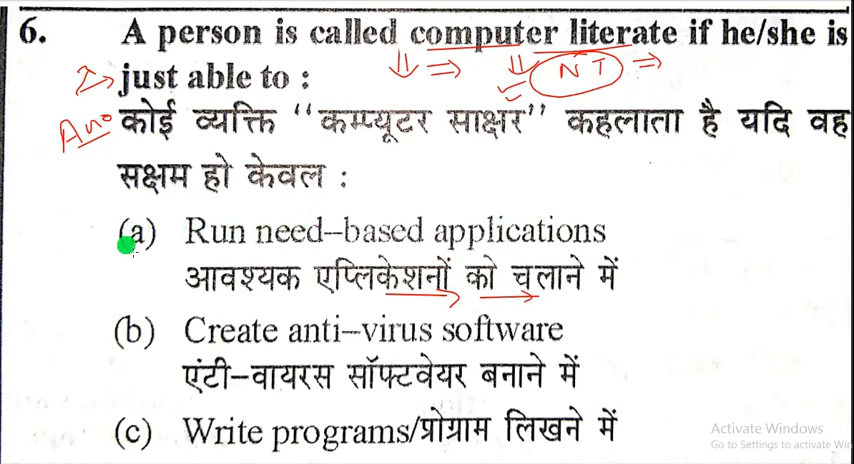 6. A person is called computer literate if he/she is
NT
just able to :
Ans
कोई व्यक्ति "कम्प्यूटर साक्षर" कहलाता है यदि वह
सक्षम हो केवल :
(a) Run need–based applications
आवश्यक एप्लिकेशनों को चलाने में
(b) Create anti–virus software
एंटी–वायरस सॉफ्टवेयर बनाने में
(c) Write programs/प्रोग्राम लिखने में
Activate Windows
Go to Settings to activate Win